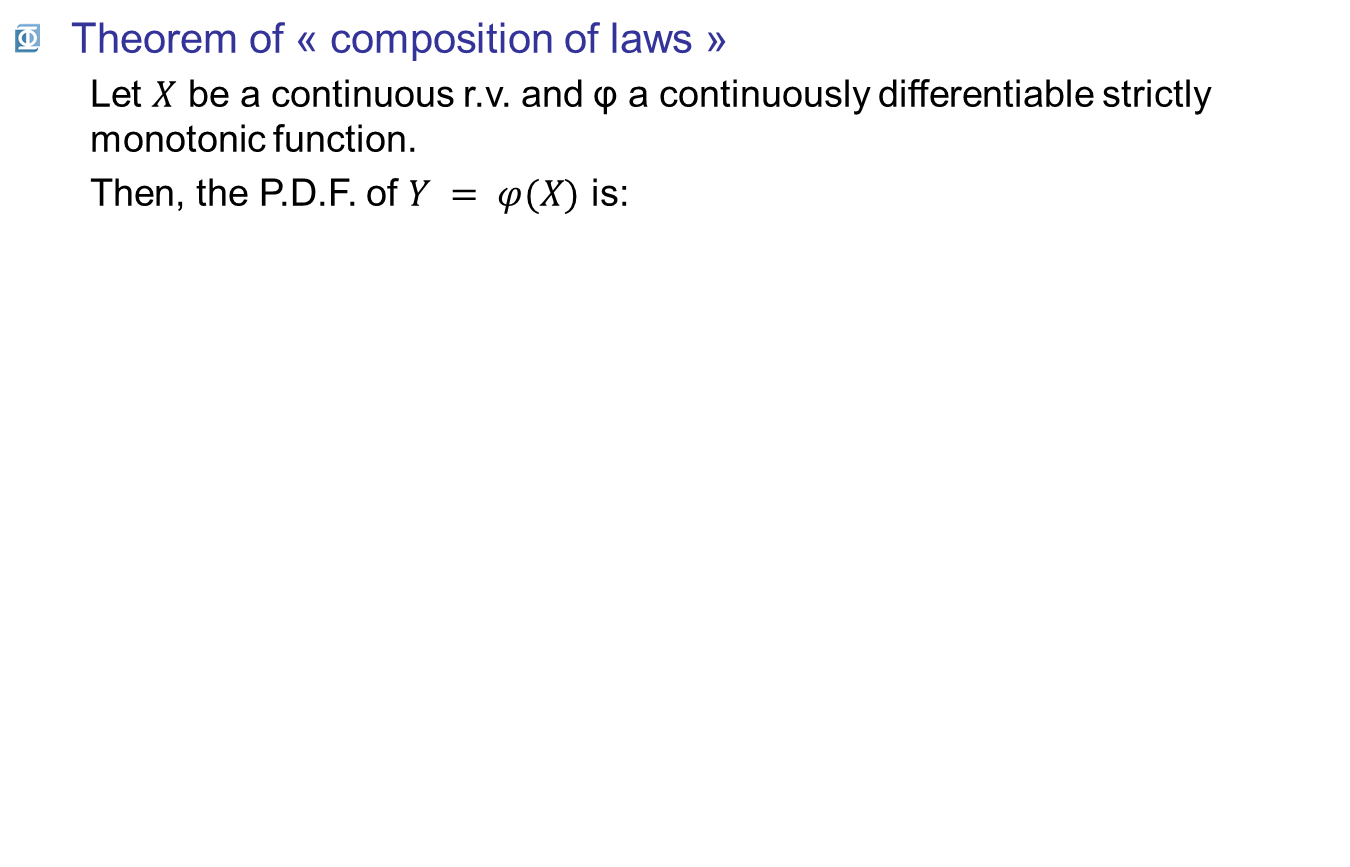 Theorem of « composition of laws »
Let X be a continuous r.v. and φ a continuously differentiable strictly
monotonic function.
Then, the P.D.F. of Y = φ(X) is: